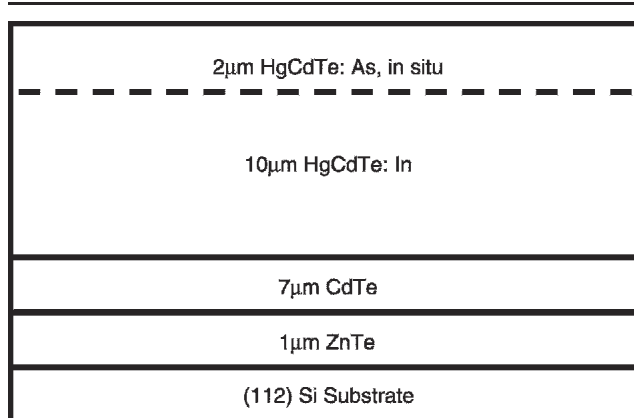 2μm HgCdTe: As, in situ
10μm HgCdTe: In
7μm CdTe
1μm ZnTe
(112) Si Substrate